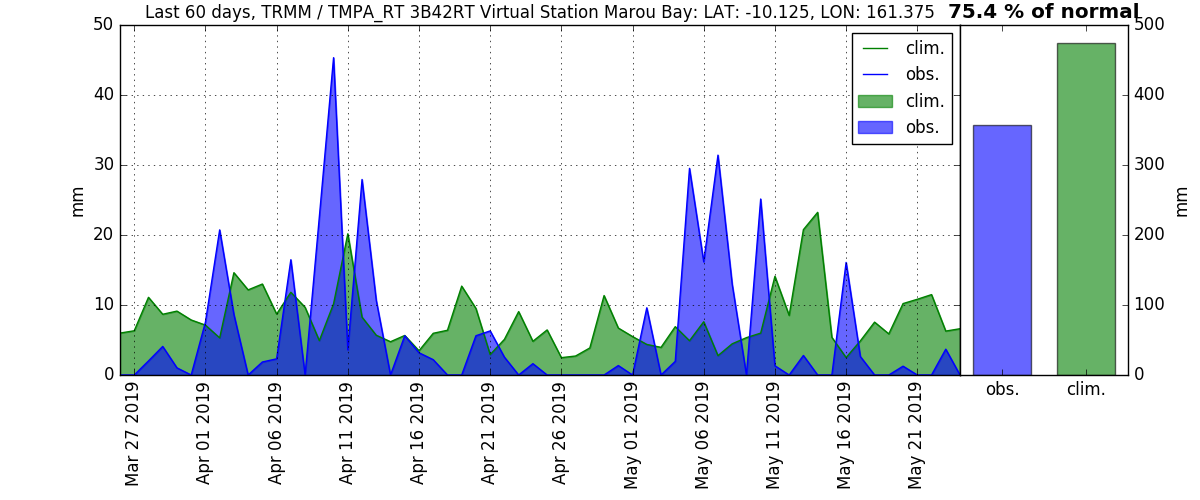 Last 60 days, TRMM / TMPA_RT 3B42RT Virtual Station Marou Bay: LAT: -10.125, LON: 161.375
75.4 % of normal
50
40
30
20
10
0
mm
clim.
obs.
clim.
obs.
Mar 27 2019
Apr 01 2019
Apr 06 2019
Apr 11 2019
Apr 16 2019
Apr 21 2019
Apr 26 2019
May 01 2019
May 06 2019
May 11 2019
May 16 2019
May 21 2019
500
400
300
200
100
0
mm
obs.
clim.